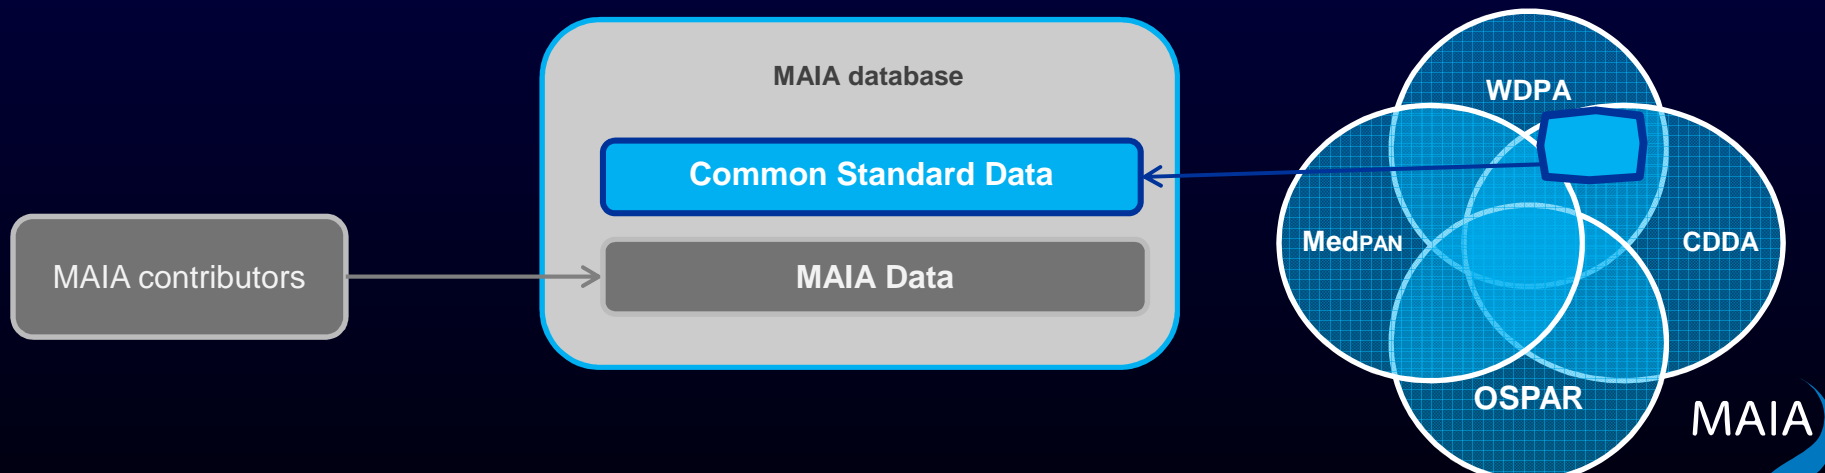 MAIA database
WDPA
Common Standard Data
MedPAN
CDDA
MAIA contributors
MAIA Data
OSPAR
MAIA